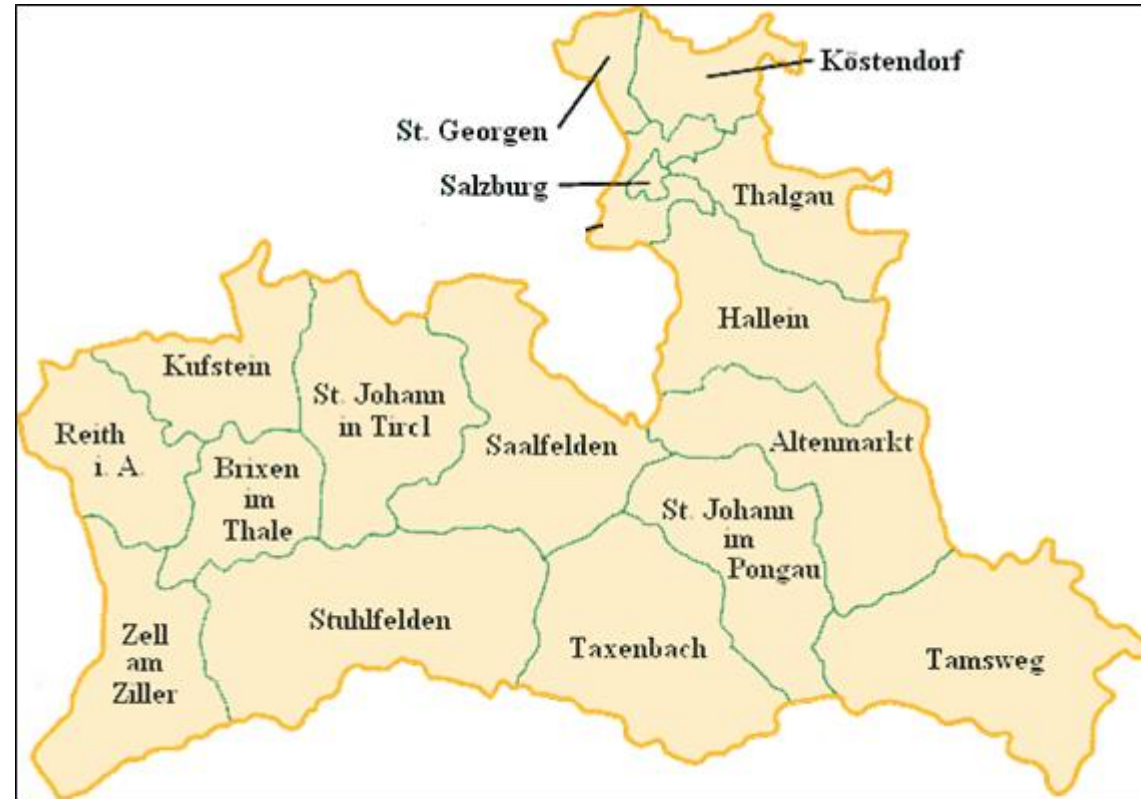 Köstendorf
St. Georgen
Salzburg
Thalgau
Hallein
Kufstein
St. Johann
in Tircl
Reith
i. A.
Saalfelden
Altenmarkt
Brixen
im
Thale
St. Johann
im
Pongau
Stuhlfelden
Zell
am
Ziller
Taxenbach
Tamsweg